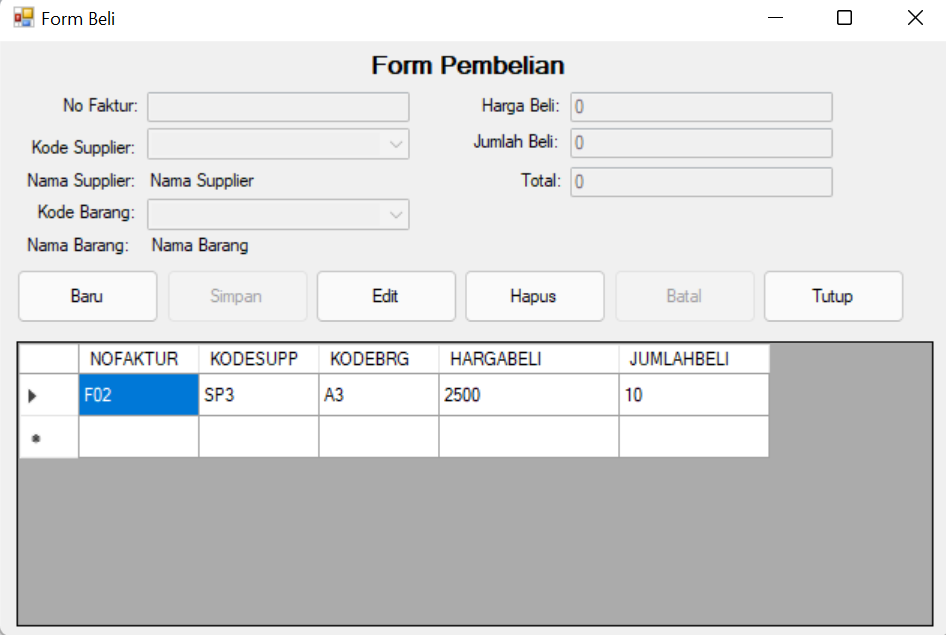 Form Beli
Form Pembelian
No Faktur:
Harga Beli: 0
Kode Supplier:
Jumlah Beli: 0
Nama Supplier: Nama Supplier
Total: 0
Kode Barang:
Nama Barang: Nama Barang
Baru Simpan Edit Hapus Batal Tutup
NOFAKTUR KODESUPP KODEBRG HARGABELI JUMLAHBELI
F02 SP3 A3 2500 10